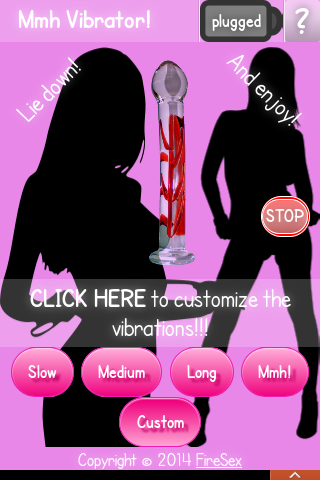 Mmh Vibrator!
plugged
?
Lie down!
And enjoy!
STOP
CLICK HERE to customize the
vibrations!!!
Slow
Medium
Long
Mmh!
Custom
Copyright © 2014 FireSex